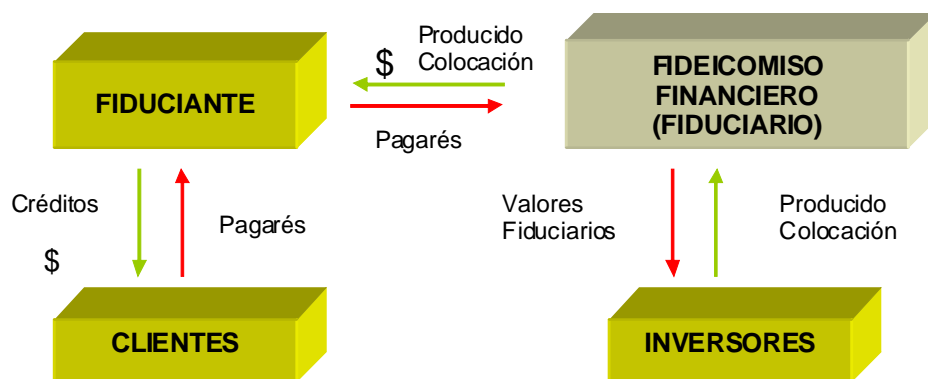 Producido
$ Colocación
FIDUCIANTE
FIDEICOMISO
FINANCIERO
(FIDUCIARIO)
Pagarés
Créditos
$
Pagarés
Valores
Fiduciarios
Producido
Colocación
CLIENTES
INVERSORES